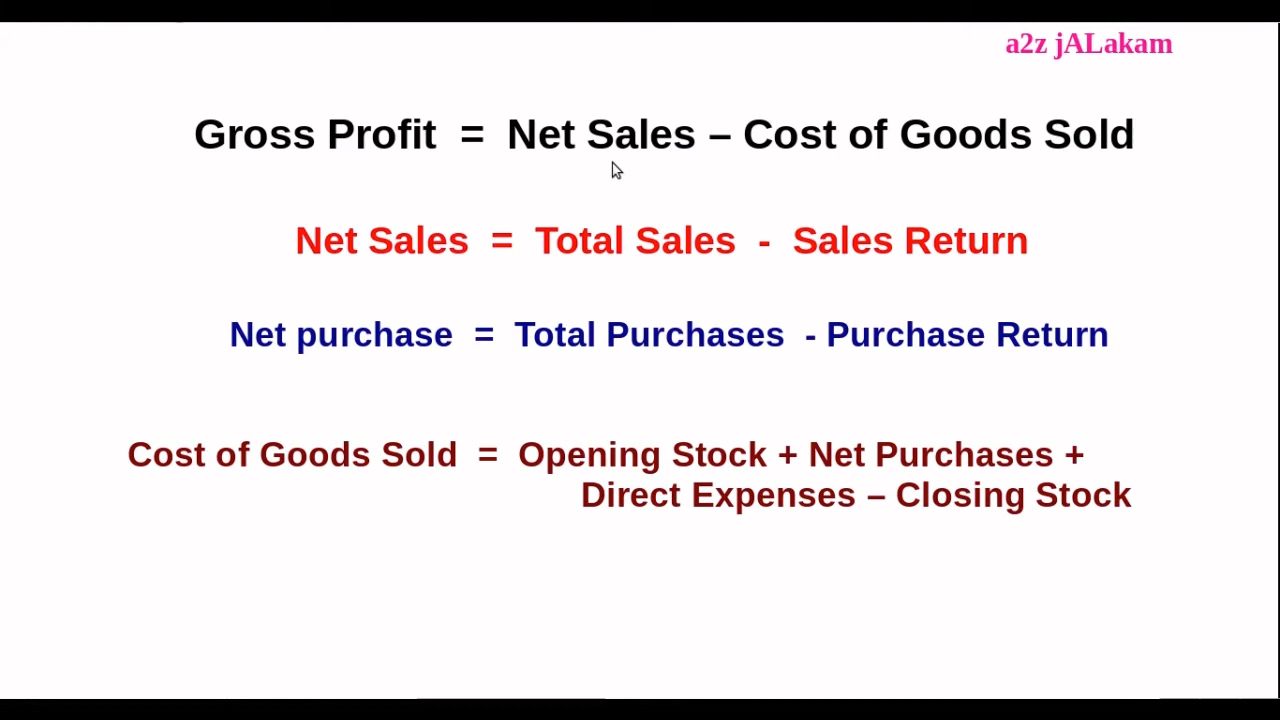 a2z jALakam
Gross Profit = Net Sales – Cost of Goods Sold
Net Sales = Total Sales - Sales Return
Net purchase = Total Purchases - Purchase Return
Cost of Goods Sold = Opening Stock + Net Purchases +
Direct Expenses – Closing Stock